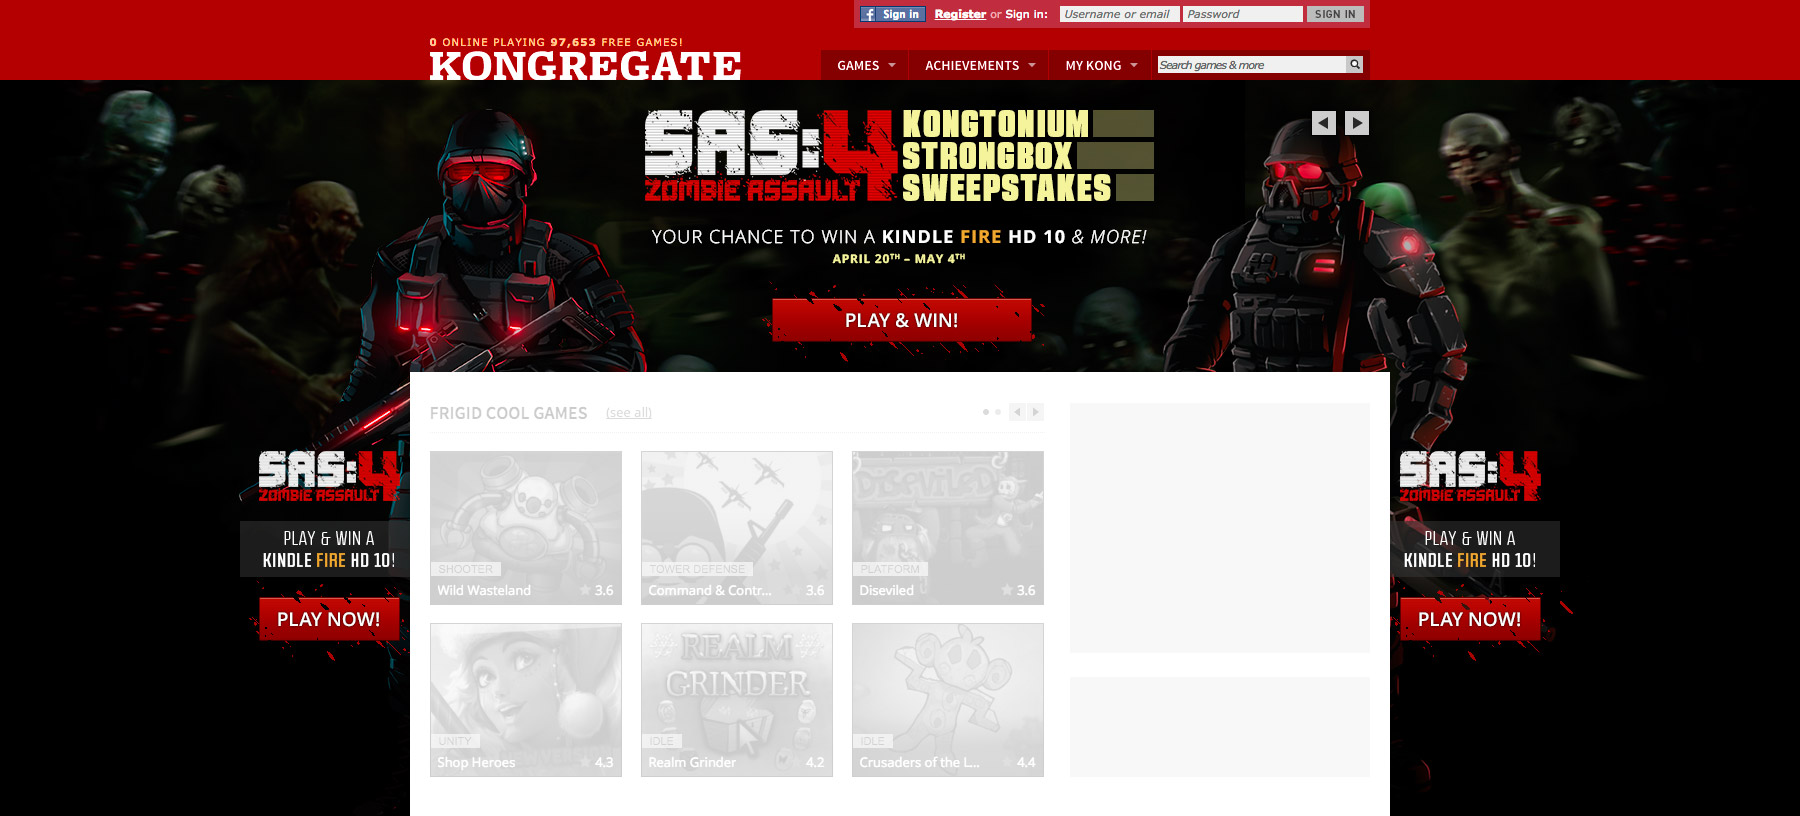 f Sign in Register or Sign in: Username or email Password SIGN IN
0 ONLINE PLAYING 97,653 FREE GAMES!
KONGREGATE
GAMES ACHIEVEMENTS MY KONG Search games & more
SAS:4
ZOMBIE ASSAULT
KONGTONIUM
STRONGBOX
SWEEPSTAKES
YOUR CHANCE TO WIN A KINDLE FIRE HD 10 & MORE!
APRIL 20TH – MAY 4TH
PLAY & WIN!
FRIGID COOL GAMES (see all)
SHOOTER
Wild Wasteland 3.6
TOWER DEFENSE
Command & Contr... 3.6
DISEVILED
PLATFORM
Diseviled 3.6
UNITY
Shop Heroes 4.3
REALM
GRINDER
IDLE
Realm Grinder 4.2
IDLE
Crusaders of the L... 4.4
SAS:4
ZOMBIE ASSAULT
PLAY & WIN A
KINDLE FIRE HD 10!
PLAY NOW!
SAS:4
ZOMBIE ASSAULT
PLAY & WIN A
KINDLE FIRE HD 10!
PLAY NOW!